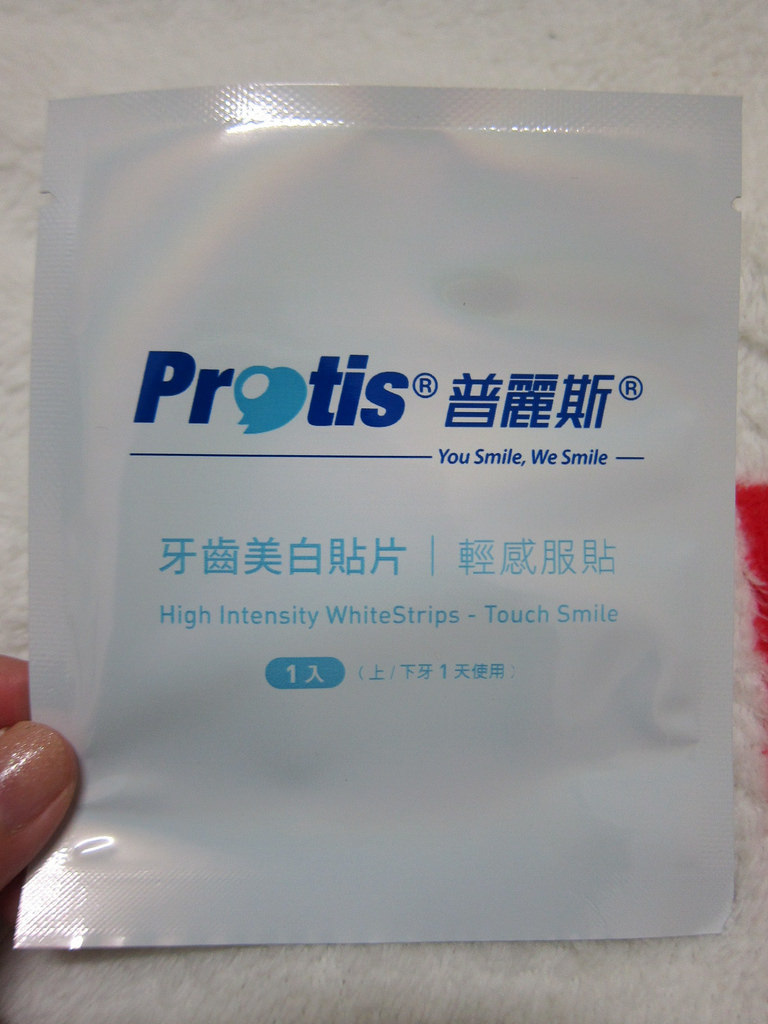 Protis® 普麗斯®
You Smile, We Smile
牙齒美白貼片｜輕感服貼
High Intensity WhiteStrips - Touch Smile
1入（上/下牙1天使用）